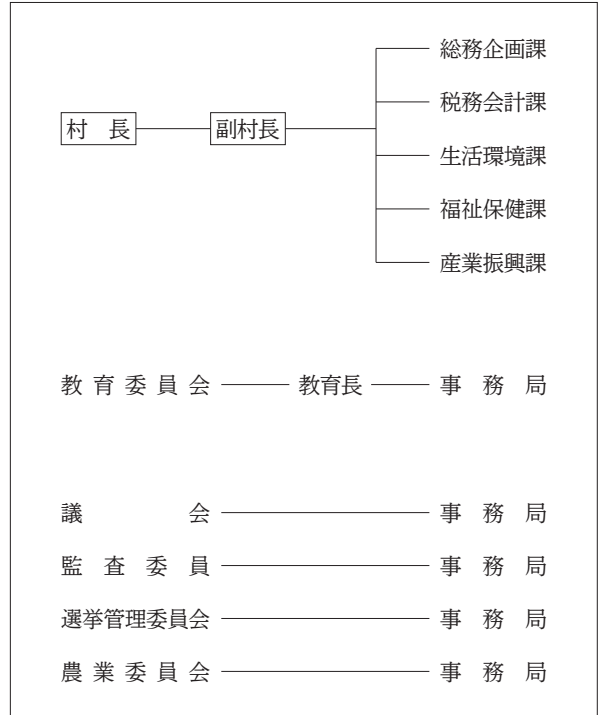 総務企画課
税務会計課
村 長 副村長
生活環境課
福祉保健課
産業振興課
教育委員会 教育長 事務局
議会 事務局
監査委員 事務局
選挙管理委員会 事務局
農業委員会 事務局